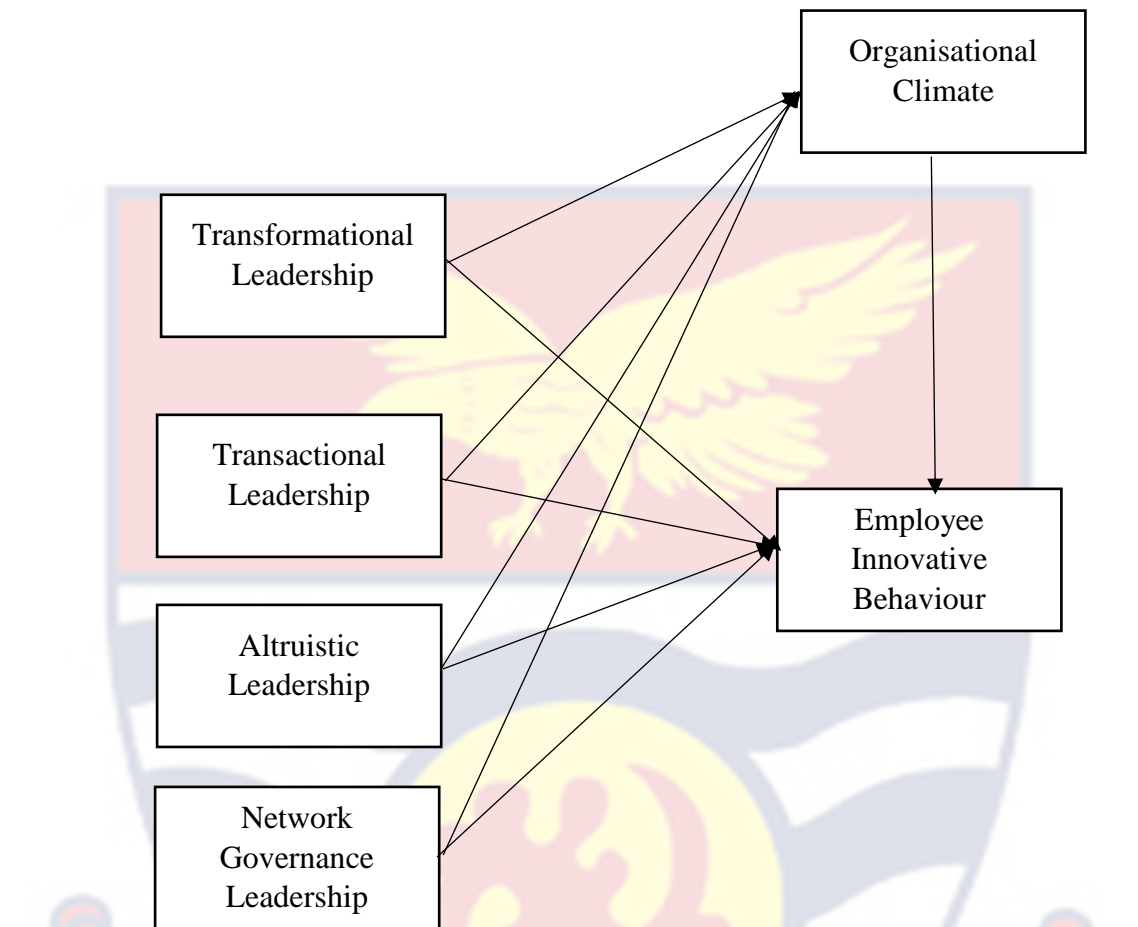 Organisational
Climate
Transformational
Leadership
Transactional
Leadership
Employee
Innovative
Behaviour
Altruistic
Leadership
Network
Governance
Leadership